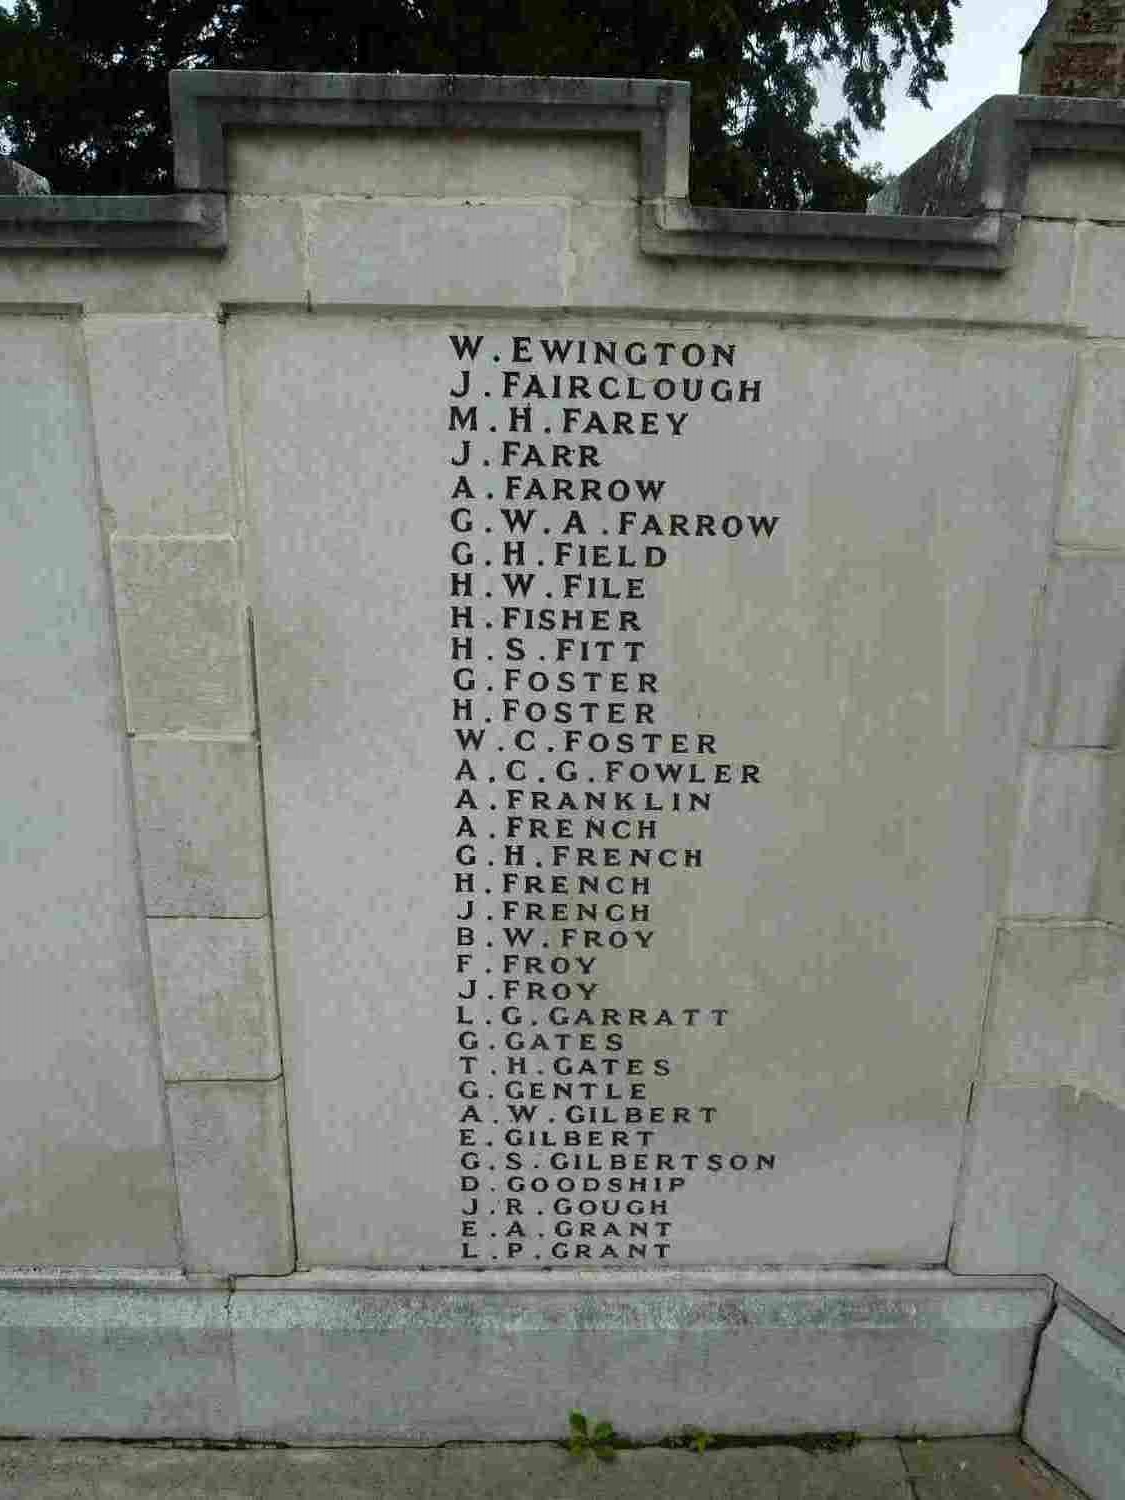 W. EWINGTON
J. FAIRCLOUGH
M. H. FAREY
J. FARR
A. FARROW
G. W. A. FARROW
G. H. FIELD
H. W. FILE
H. FISHER
H. S. FITT
G. FOSTER
H. FOSTER
W. C. FOSTER
A. C. G. FOWLER
A. FRANKLIN
A. FRENCH
G. H. FRENCH
H. FRENCH
J. FRENCH
B. W. FROY
F. FROY
J. FROY
L. G. GARRATT
G. GATES
T. H. GATES
G. GENTLE
A. W. GILBERT
E. GILBERT
G. S. GILBERTSON
D. GOODSHIP
J. R. GOUGH
E. A. GRANT
L. P. GRANT